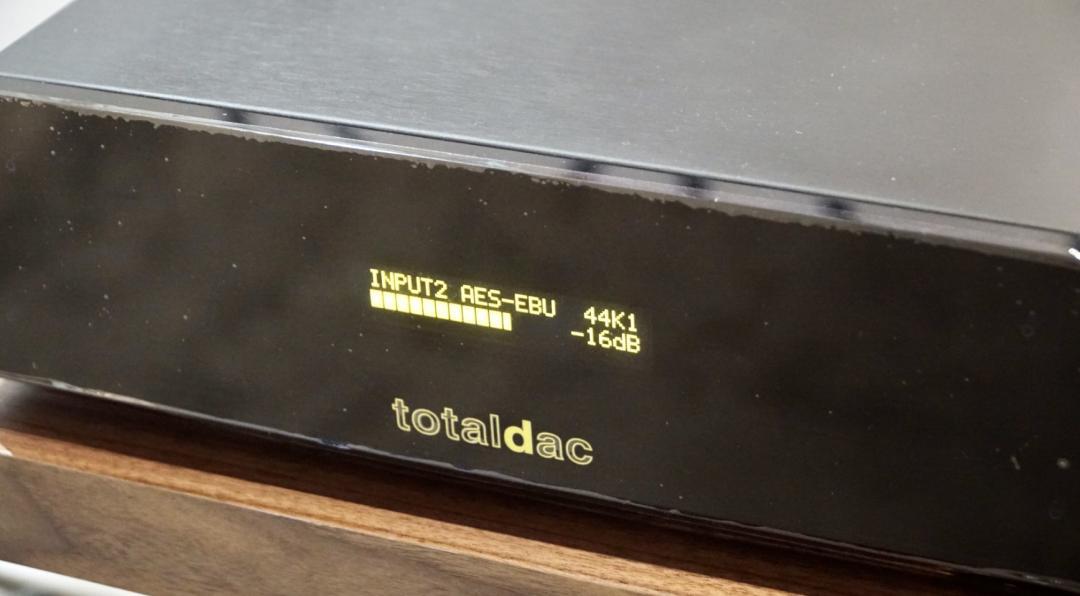 INPUT2 AES-EBU 44K1
-16dB
totaldac